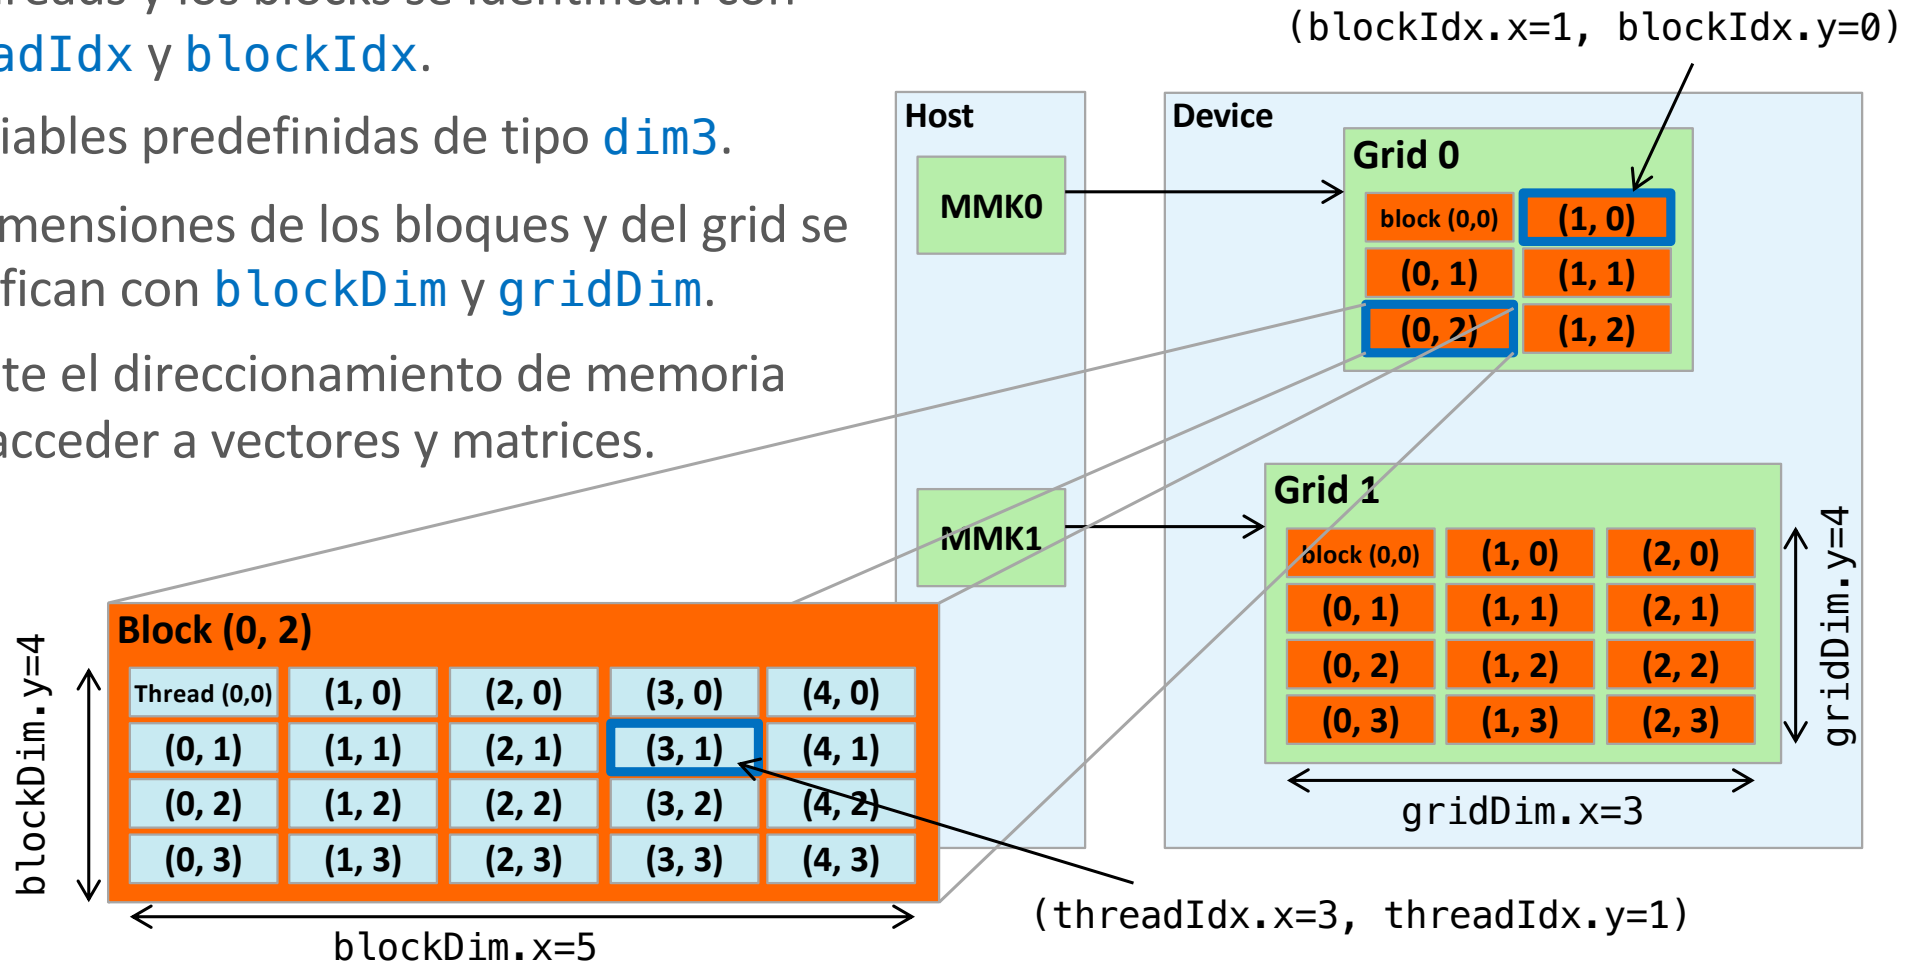 threads y los blocks se identifican con
adIdx y blockIdx.
iables predefinidas de tipo dim3.
mensiones de los bloques y del grid se
fican con blockDim y gridDim.
te el direccionamiento de memoria
acceder a vectores y matrices.
(blockIdx.x=1, blockIdx.y=0)
Host
MMK0
MMK1
Device
Grid 0
block (0,0) (1, 0)
(0, 1) (1, 1)
(0, 2) (1, 2)
Grid 1
block (0,0) (1, 0) (2, 0)
(0, 1) (1, 1) (2, 1)
(0, 2) (1, 2) (2, 2)
(0, 3) (1, 3) (2, 3)
gridDim.y=4
gridDim.x=3
Block (0, 2)
Thread (0,0) (1, 0) (2, 0) (3, 0) (4, 0)
(0, 1) (1, 1) (2, 1) (3, 1) (4, 1)
(0, 2) (1, 2) (2, 2) (3, 2) (4, 2)
(0, 3) (1, 3) (2, 3) (3, 3) (4, 3)
blockDim.y=4
blockDim.x=5
(threadIdx.x=3, threadIdx.y=1)